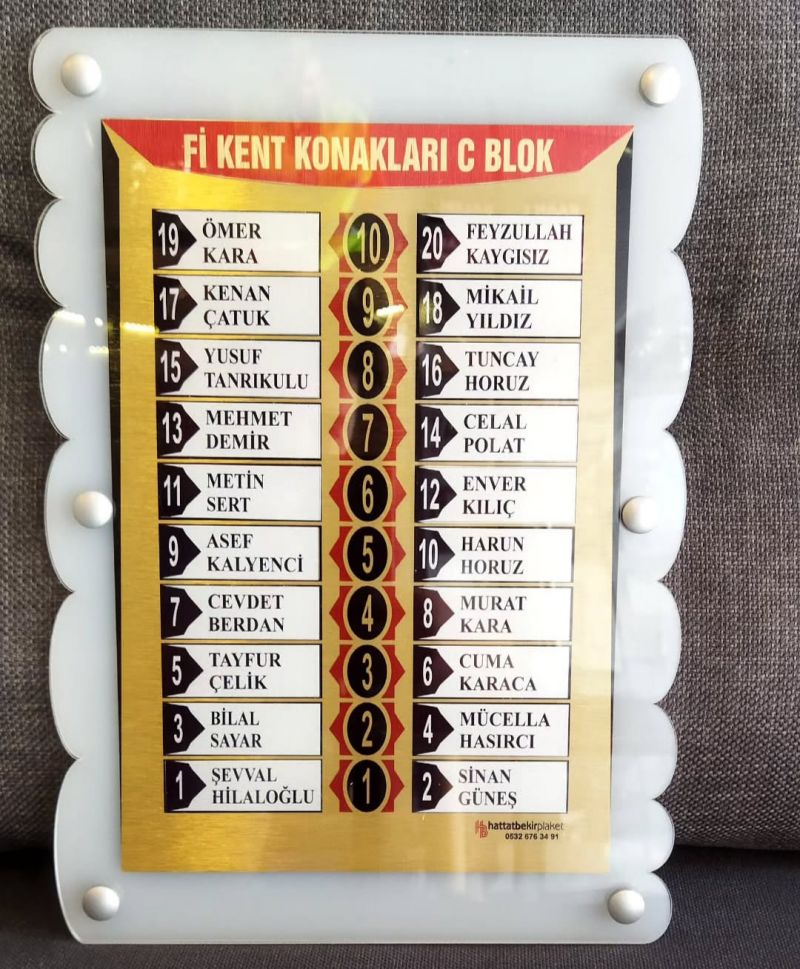 Fİ KENT KONAKLARI C BLOK
19 ÖMER KARA 10 20 FEYZULLAH KAYGISIZ
17 KENAN ÇATUK 9 18 MİKAİL YILDIZ
15 YUSUF TANRIKULU 8 16 TUNCAY HORUZ
13 MEHMET DEMİR 7 14 CELAL POLAT
11 METİN SERT 6 12 ENVER KILIÇ
9 ASEF KALYENCİ 5 10 HARUN HORUZ
7 CEVDET BERDAN 4 8 MURAT KARA
5 TAYFUR ÇELİK 3 6 CUMA KARACA
3 BİLAL SAYAR 2 4 MÜCELLA HASIRCI
1 ŞEVVAL HİLALOĞLU 1 2 SİNAN GÜNEŞ
HB hattatbekirplaket
0532 676 34 91